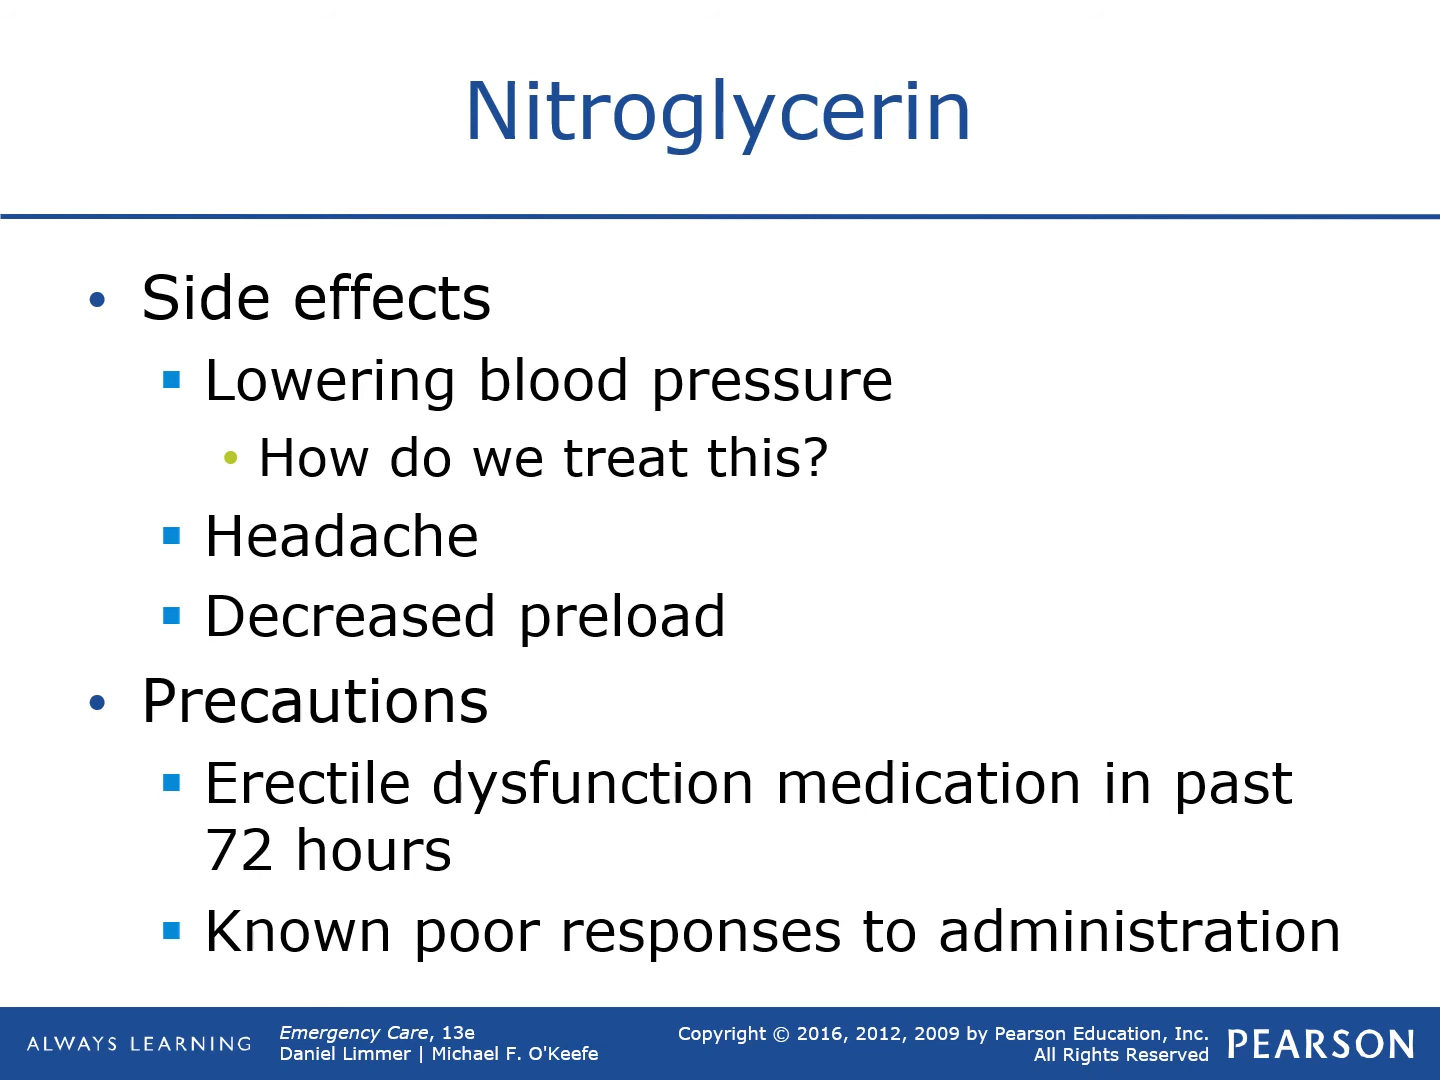 Nitroglycerin
• Side effects
▪ Lowering blood pressure
• How do we treat this?
▪ Headache
▪ Decreased preload
• Precautions
▪ Erectile dysfunction medication in past
72 hours
▪ Known poor responses to administration
ALWAYS LEARNING
Emergency Care, 13e
Daniel Limmer | Michael F. O'Keefe
Copyright © 2016, 2012, 2009 by Pearson Education, Inc.
All Rights Reserved
PEARSON